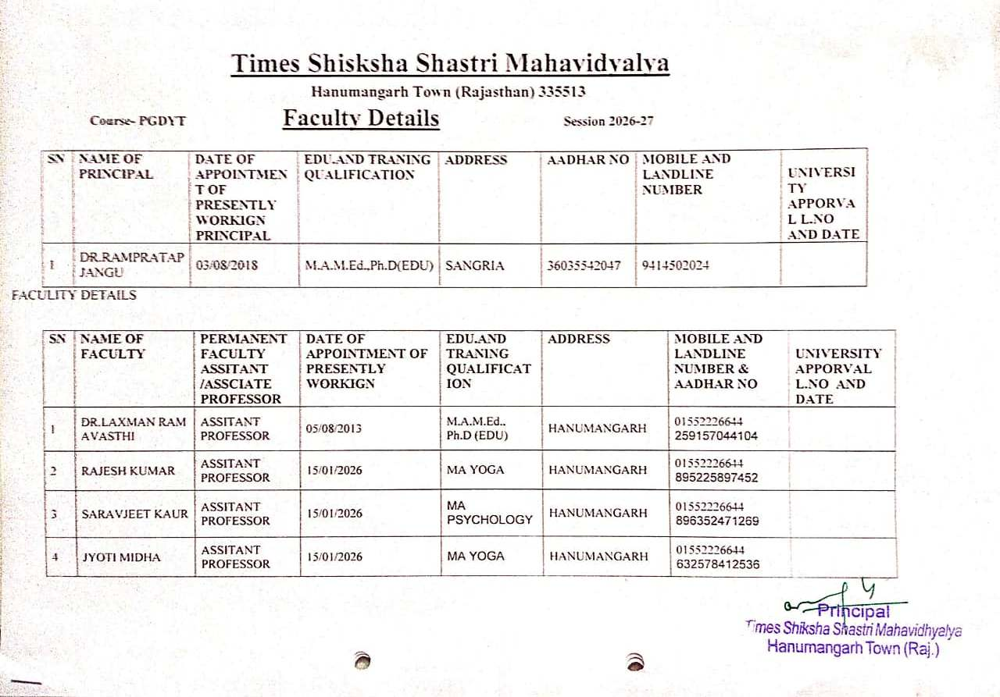 Times Shisksha Shastri Mahavidvalva
Hanumangarh Town (Rajasthan) 335513
Course- PGDYT Faculty Details Session 2026-27
SN NAME OF PRINCIPAL DATE OF APPOINTMEN T OF PRESENTLY WORKIGN PRINCIPAL EDU.AND TRANING QUALIFICATION ADDRESS AADHAR NO MOBILE AND LANDLINE NUMBER UNIVERSI TY APPORVA L L.NO AND DATE
1 DR.RAMPRATAP JANGU 03/08/2018 M.A.M.Ed.,Ph.D(EDU) SANGRIA 36035542047 9414502024
FACULITY DETAILS
SN NAME OF FACULTY PERMANENT FACULTY ASSITANT /ASSCIATE PROFESSOR DATE OF APPOINTMENT OF PRESENTLY WORKIGN EDU.AND TRANING QUALIFICAT ION ADDRESS MOBILE AND LANDLINE NUMBER & AADHAR NO UNIVERSITY APPORVAL L.NO AND DATE
1 DR.LAXMAN RAM AVASTHI ASSITANT PROFESSOR 05/08/2013 M.A.M.Ed., Ph.D (EDU) HANUMANGARH 01552226644 259157044104
2 RAJESH KUMAR ASSITANT PROFESSOR 15/01/2026 MA YOGA HANUMANGARH 01552226644 895225897452
3 SARAVJEET KAUR ASSITANT PROFESSOR 15/01/2026 MA PSYCHOLOGY HANUMANGARH 01552226644 896352471269
4 JYOTI MIDHA ASSITANT PROFESSOR 15/01/2026 MA YOGA HANUMANGARH 01552226644 632578412536
Principal
Times Shiksha Shastri Mahavidhyalya
Hanumangarh Town (Raj.)